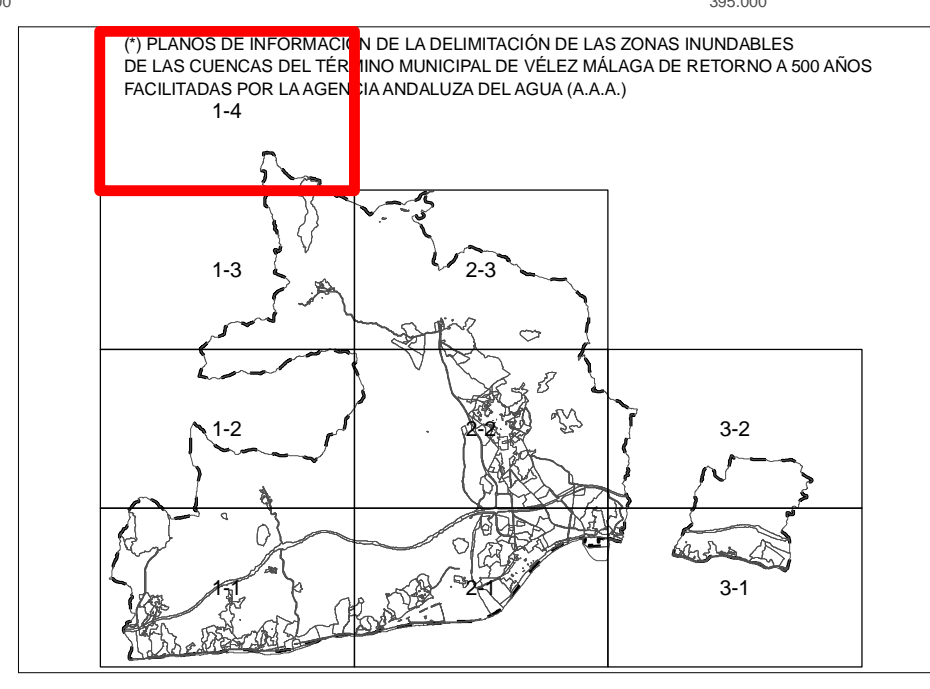 395.000
(*) PLANOS DE INFORMACIÓN DE LA DELIMITACIÓN DE LAS ZONAS INUNDABLES
DE LAS CUENCAS DEL TÉRMINO MUNICIPAL DE VÉLEZ MÁLAGA DE RETORNO A 500 AÑOS
FACILITADAS POR LA AGENCIA ANDALUZA DEL AGUA (A.A.A.)
1-4
1-3 2-3
1-2 2-2 3-2
1-1 2-1 3-1